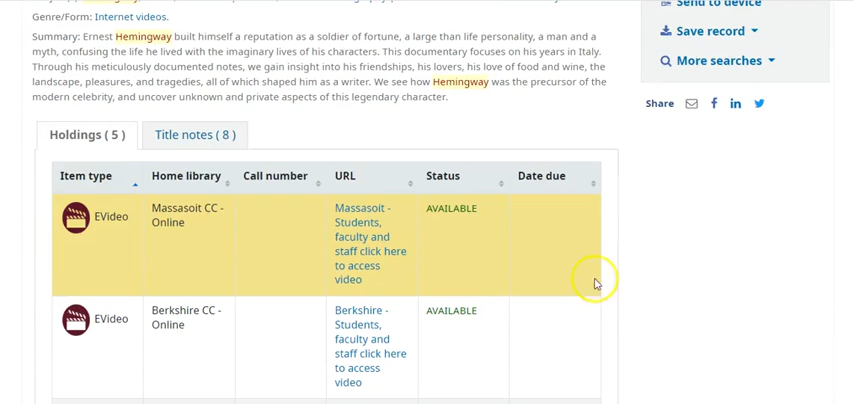 Send to device
Genre/Form: Internet videos.
Save record
Summary: Ernest Hemingway built himself a reputation as a soldier of fortune, a large than life personality, a man and a
myth, confusing the life he lived with the imaginary lives of his characters. This documentary focuses on his years in Italy.
Through his meticulously documented notes, we gain insight into his friendships, his lovers, his love of food and wine, the
landscape, pleasures, and tragedies, all of which shaped him as a writer. We see how Hemingway was the precursor of the
modern celebrity, and uncover unknown and private aspects of this legendary character.
More searches
Share
Holdings ( 5 )
Title notes ( 8 )
Item type Home library Call number URL Status Date due
EVideo
Massasoit CC -
Online
Massasoit -
Students,
faculty and
staff click here
to access
video
AVAILABLE
EVideo
Berkshire CC -
Online
Berkshire -
Students,
faculty and
staff click here
to access
video
AVAILABLE